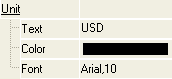 Unit
Text USD
Color
Font Arial,10